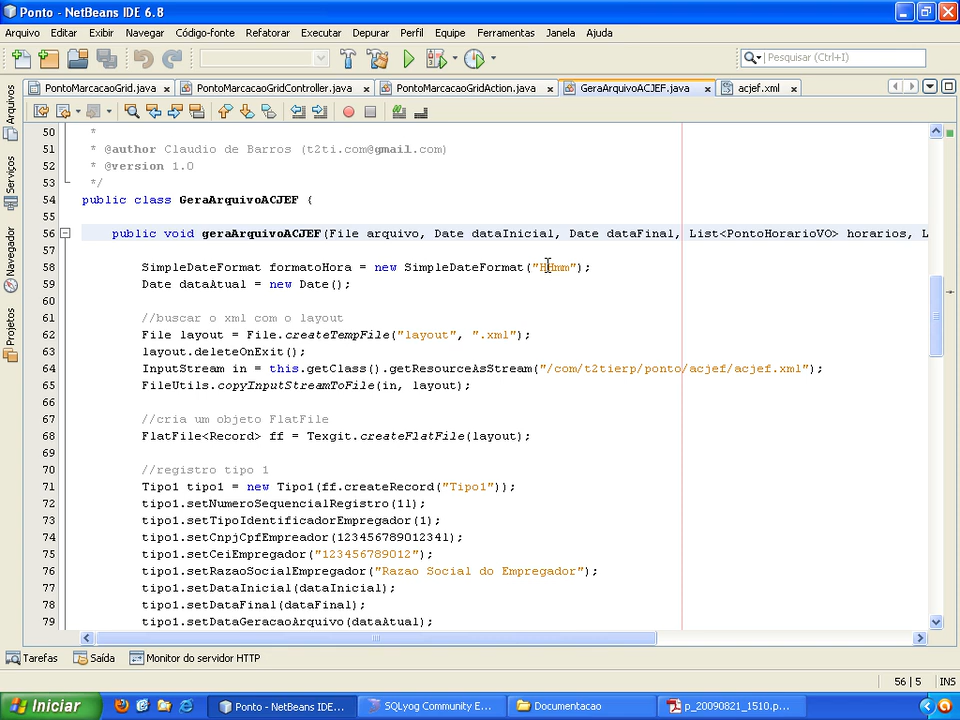 Ponto - NetBeans IDE 6.8
Arquivo Editar Exibir Navegar Código-fonte Refatorar Executar Depurar Perfil Equipe Ferramentas Janela Ajuda
Pesquisar (Ctrl+I)
PontoMarcacaoGrid.java PontoMarcacaoGridController.java PontoMarcacaoGridAction.java GeraArquivoACJEF.java acjef.xml
Arquivos
Serviços
Navegador
Projetos
50 *
51 * @author Claudio de Barros (t2ti.com@gmail.com)
52 * @version 1.0
53 */
54 public class GeraArquivoACJEF {
55
56 public void geraArquivoACJEF(File arquivo, Date dataInicial, Date dataFinal, List<PontoHorarioVO> horarios, L
57
58 SimpleDateFormat formatoHora = new SimpleDateFormat("HHmm");
59 Date dataAtual = new Date();
60
61 //buscar o xml com o layout
62 File layout = File.createTempFile("layout", ".xml");
63 layout.deleteOnExit();
64 InputStream in = this.getClass().getResourceAsStream("/com/t2tierp/ponto/acjef/acjef.xml");
65 FileUtils.copyInputStreamToFile(in, layout);
66
67 //cria um objeto FlatFile
68 FlatFile<Record> ff = Texgit.createFlatFile(layout);
69
70 //registro tipo 1
71 Tipo1 tipo1 = new Tipo1(ff.createRecord("Tipo1"));
72 tipo1.setNumeroSequencialRegistro(1l);
73 tipo1.setTipoIdentificadorEmpregador(1);
74 tipo1.setCnpjCpfEmpreador(12345678901234l);
75 tipo1.setCeiEmpregador("123456789012");
76 tipo1.setRazaoSocialEmpregador("Razao Social do Empregador");
77 tipo1.setDataInicial(dataInicial);
78 tipo1.setDataFinal(dataFinal);
79 tipo1.setDataGeracaoArquivo(dataAtual);
Tarefas Saída Monitor do servidor HTTP
56 | 5 INS
Iniciar Ponto - NetBeans IDE... SQLyog Community E... Documentacao p_20090821_1510.p...